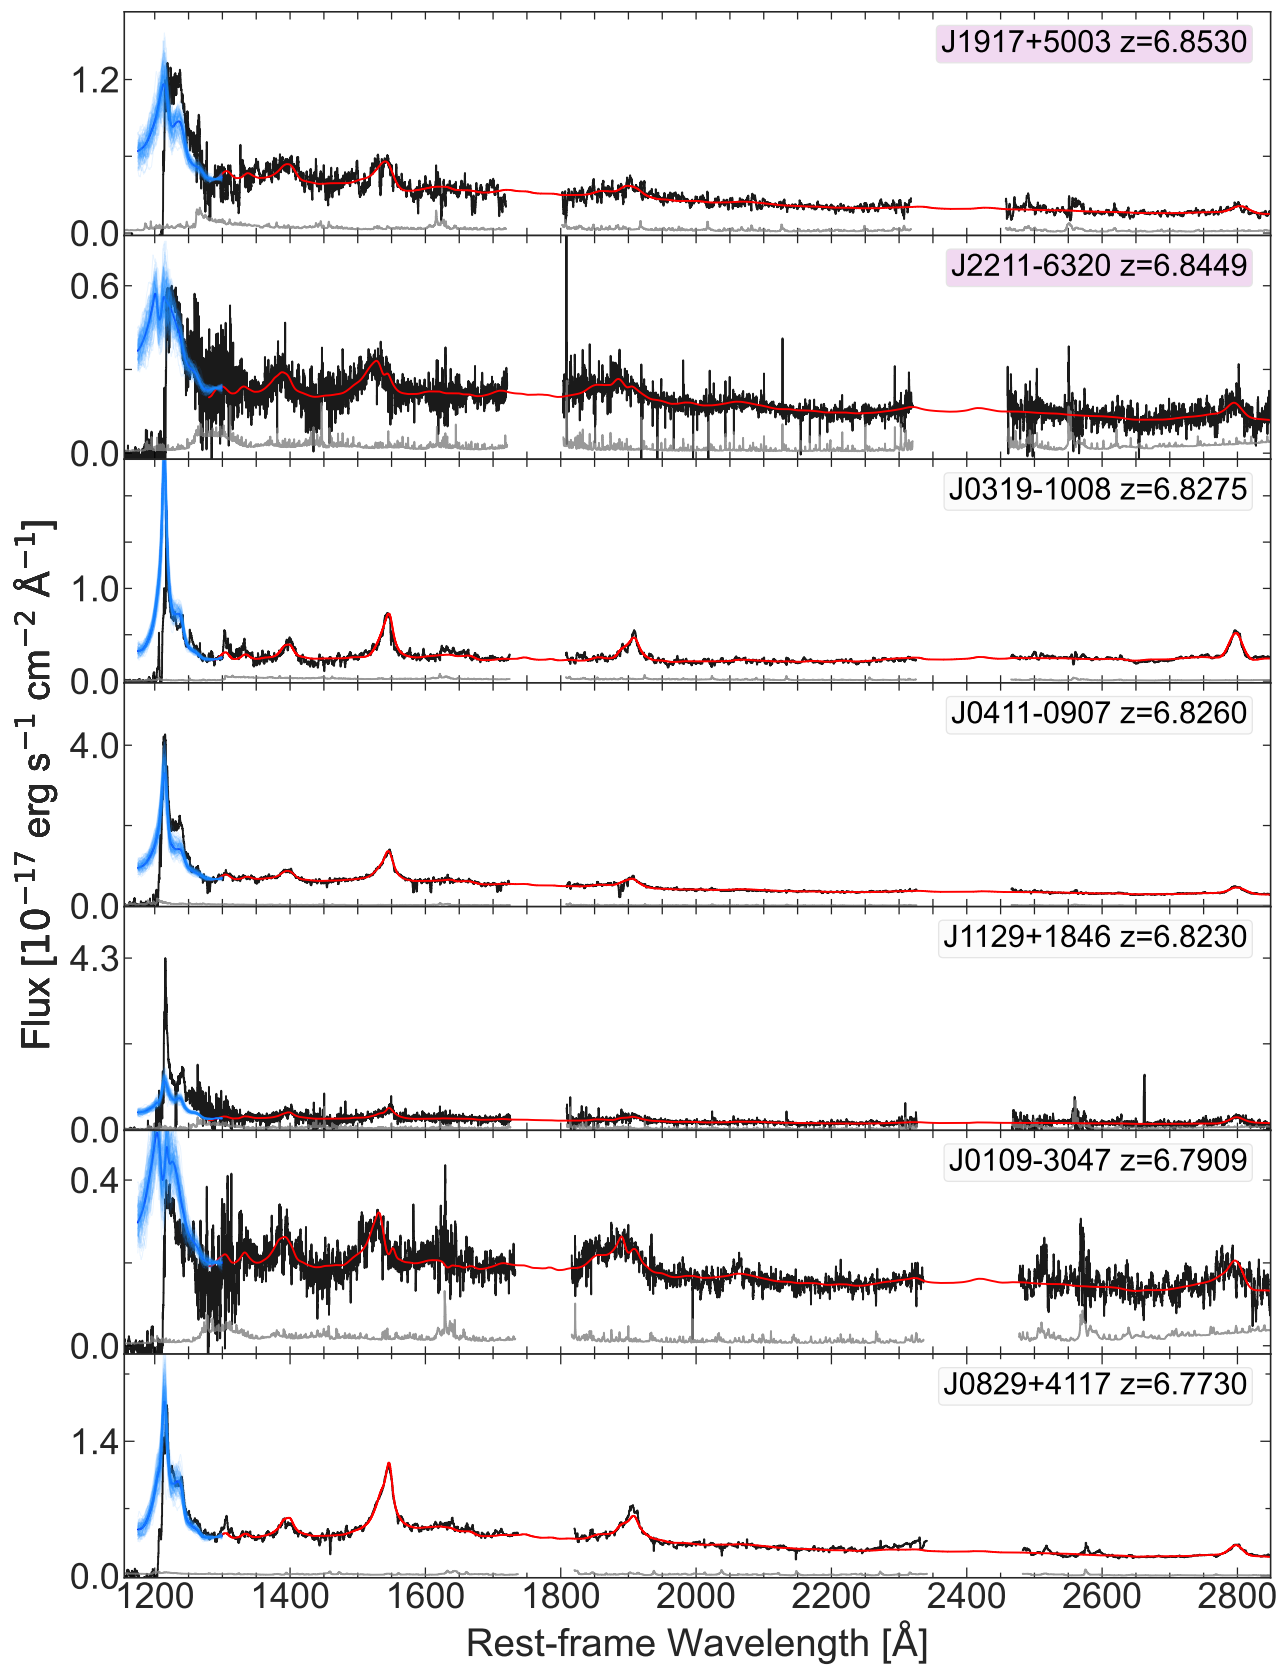 J1917+5003 z=6.8530
1.2
0.0
J2211-6320 z=6.8449
0.6
0.0
J0319-1008 z=6.8275
1.0
0.0
J0411-0907 z=6.8260
4.0
0.0
J1129+1846 z=6.8230
4.3
0.0
J0109-3047 z=6.7909
0.4
0.0
J0829+4117 z=6.7730
1.4
0.0
Flux [10⁻¹⁷ erg s⁻¹ cm⁻² Å⁻¹]
1200 1400 1600 1800 2000 2200 2400 2600 2800
Rest-frame Wavelength [Å]